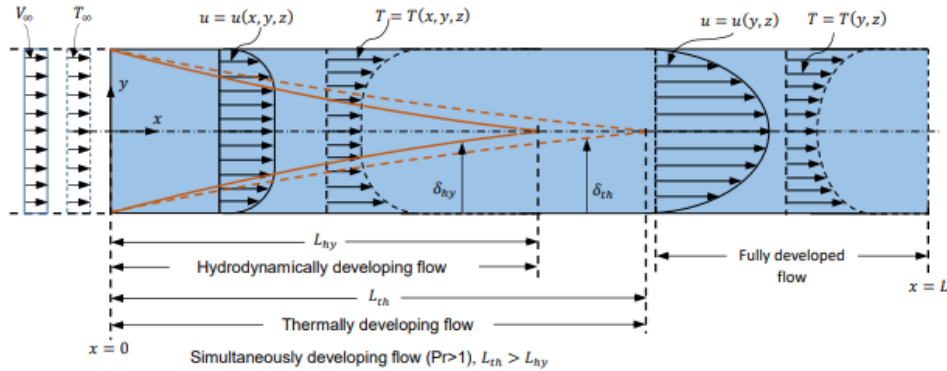 V∞ T∞ u = u(x, y, z) T = T(x, y, z) u = u(y, z) T = T(y, z)
y
x
δhy δth
Lhy
Hydrodynamically developing flow
Fully developed
flow
Lth
x = L
Thermally developing flow
x = 0
Simultaneously developing flow (Pr>1), Lth > Lhy